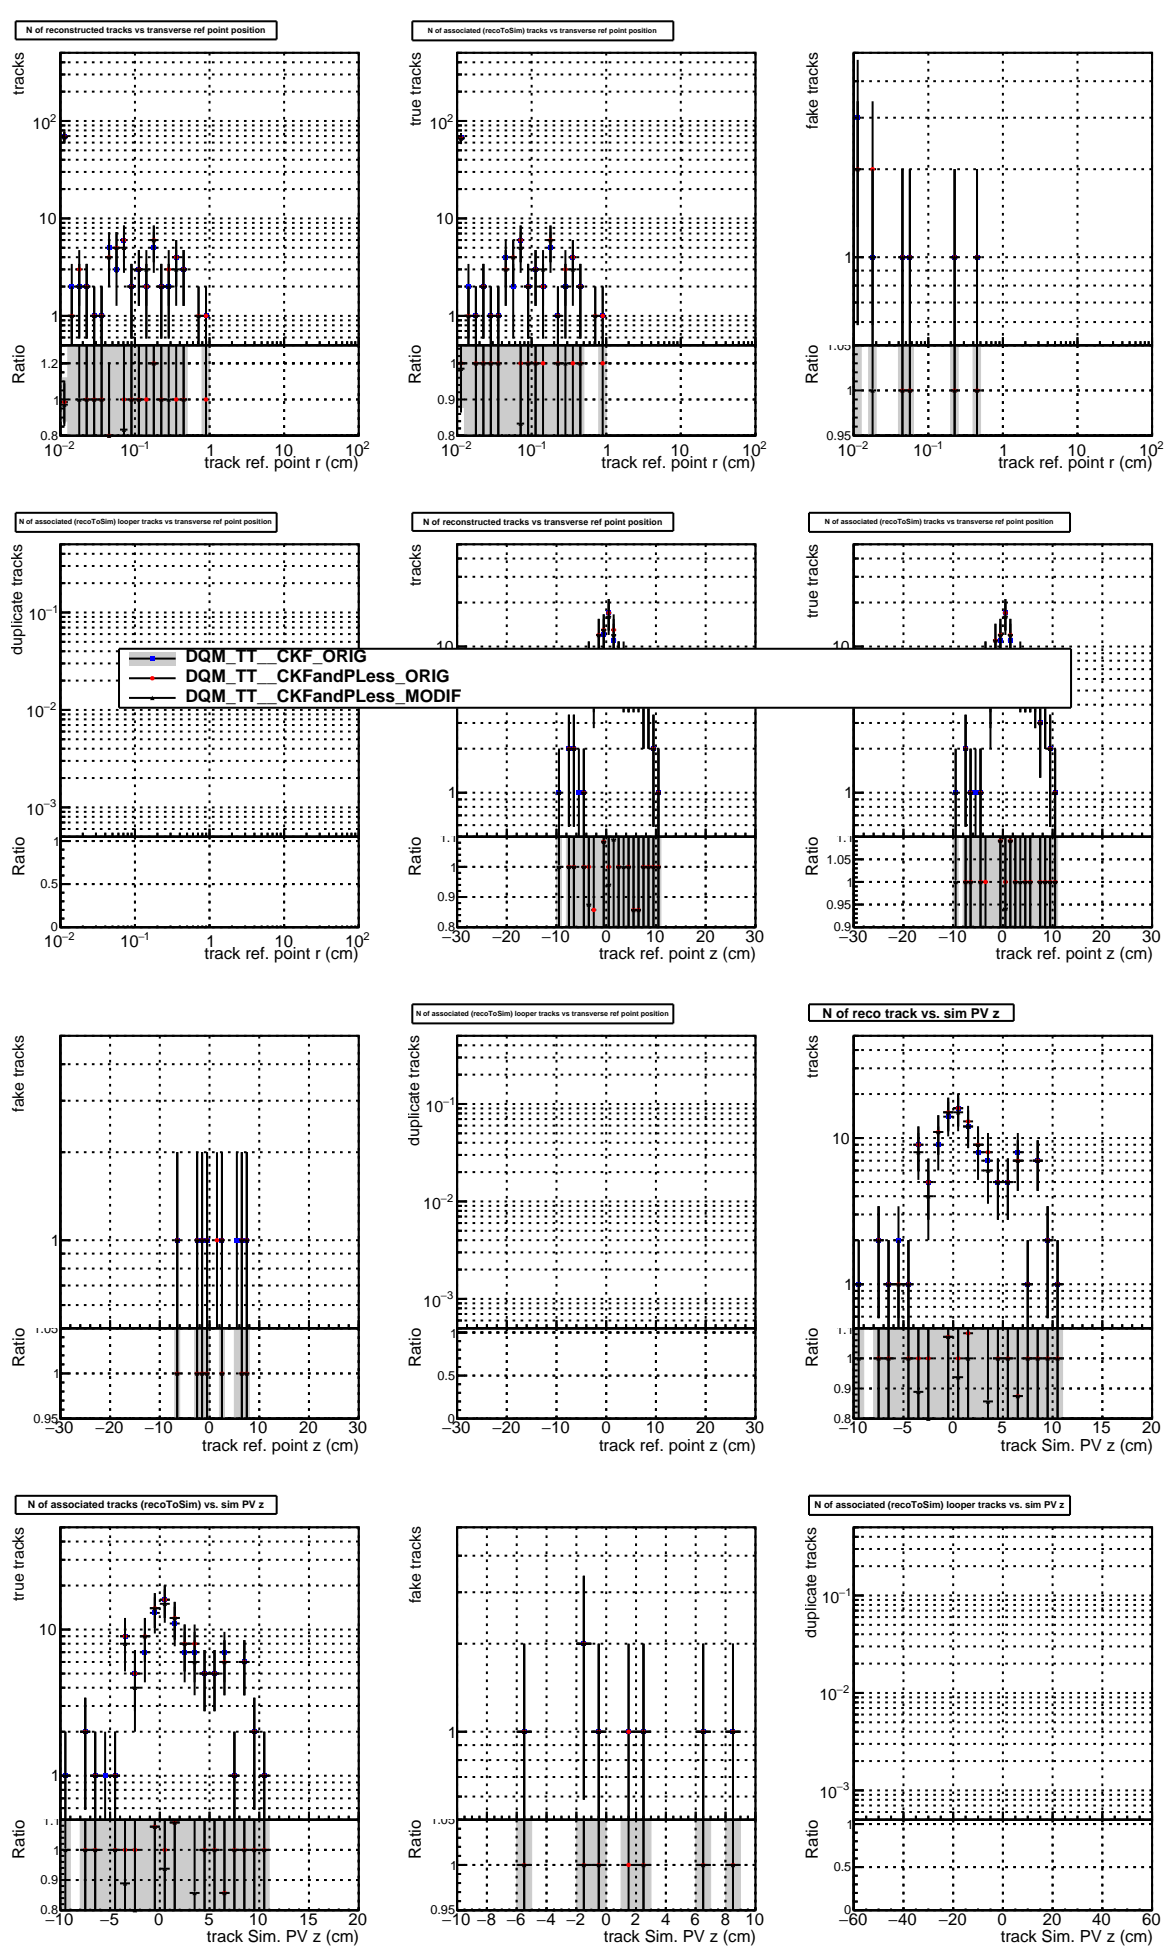 N of reconstructed tracks vs transverse ref point position
N of associated (recoToSim) tracks vs transverse ref point position
tracks
10²
10
1
Ratio
1.2
1
0.8
10⁻² 10⁻¹ 1 10 10²
track ref. point r (cm)
true tracks
10²
10
1
Ratio
1
0.9
0.8
10⁻² 10⁻¹ 1 10 10²
track ref. point r (cm)
fake tracks
1
Ratio
1.05
1
0.95
10⁻² 10⁻¹ 1 10 10²
track ref. point r (cm)
N of associated (recoToSim) looper tracks vs transverse ref point position
N of reconstructed tracks vs transverse ref point position
N of associated (recoToSim) tracks vs transverse ref point position
duplicate tracks
10⁻¹
10⁻²
10⁻³
Ratio
1
0.5
0
10⁻² 10⁻¹ 1 10 10²
track ref. point r (cm)
tracks
10
1
Ratio
1.1
1
0.9
0.8
−30 −20 −10 0 10 20 30
track ref. point z (cm)
true tracks
10
1
Ratio
1.1
1.05
1
0.95
0.9
−30 −20 −10 0 10 20 30
track ref. point z (cm)
DQM_TT__CKF_ORIG
DQM_TT__CKFandPLess_ORIG
DQM_TT__CKFandPLess_MODIF
N of associated (recoToSim) looper tracks vs transverse ref point position
N of reco track vs. sim PV z
fake tracks
1
Ratio
1.05
1
0.95
−30 −20 −10 0 10 20 30
track ref. point z (cm)
duplicate tracks
10⁻¹
10⁻²
10⁻³
Ratio
1
0.5
0
−30 −20 −10 0 10 20 30
track ref. point z (cm)
tracks
10
1
Ratio
1.1
1
0.9
0.8
−10 −5 0 5 10 15 20
track Sim. PV z (cm)
N of associated tracks (recoToSim) vs. sim PV z
N of associated (recoToSim) looper tracks vs. sim PV z
true tracks
10
1
Ratio
1.1
1
0.9
0.8
−10 −5 0 5 10 15 20
track Sim. PV z (cm)
fake tracks
1
Ratio
1.05
1
0.95
−10 −8 −6 −4 −2 0 2 4 6 8 10
track Sim. PV z (cm)
duplicate tracks
10⁻¹
10⁻²
10⁻³
Ratio
1
0.5
0
−60 −40 −20 0 20 40 60
track Sim. PV z (cm)